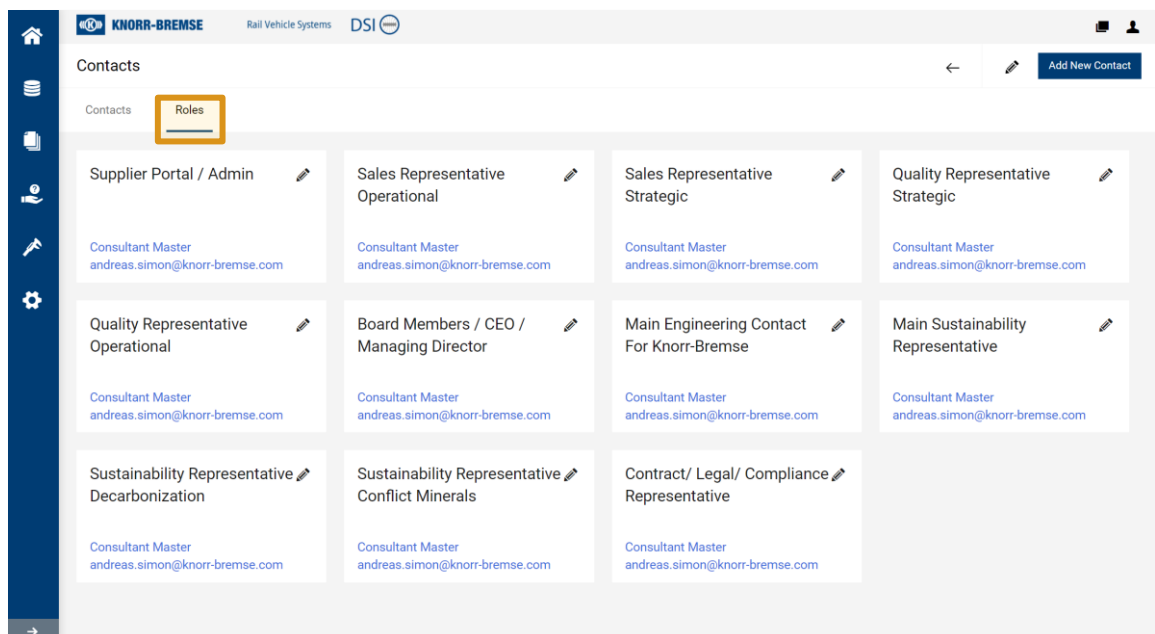 KNORR-BREMSE Rail Vehicle Systems DSI
Contacts Add New Contact
Contacts Roles
Supplier Portal / Admin
Consultant Master
andreas.simon@knorr-bremse.com
Sales Representative
Operational
Consultant Master
andreas.simon@knorr-bremse.com
Sales Representative
Strategic
Consultant Master
andreas.simon@knorr-bremse.com
Quality Representative
Strategic
Consultant Master
andreas.simon@knorr-bremse.com
Quality Representative
Operational
Consultant Master
andreas.simon@knorr-bremse.com
Board Members / CEO /
Managing Director
Consultant Master
andreas.simon@knorr-bremse.com
Main Engineering Contact
For Knorr-Bremse
Consultant Master
andreas.simon@knorr-bremse.com
Main Sustainability
Representative
Consultant Master
andreas.simon@knorr-bremse.com
Sustainability Representative
Decarbonization
Consultant Master
andreas.simon@knorr-bremse.com
Sustainability Representative
Conflict Minerals
Consultant Master
andreas.simon@knorr-bremse.com
Contract/ Legal/ Compliance
Representative
Consultant Master
andreas.simon@knorr-bremse.com